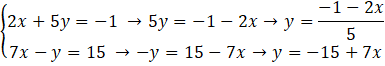 2x + 5y = −1 → 5y = −1 − 2x → y = (−1 − 2x)/5
7x − y = 15 → −y = 15 − 7x → y = −15 + 7x